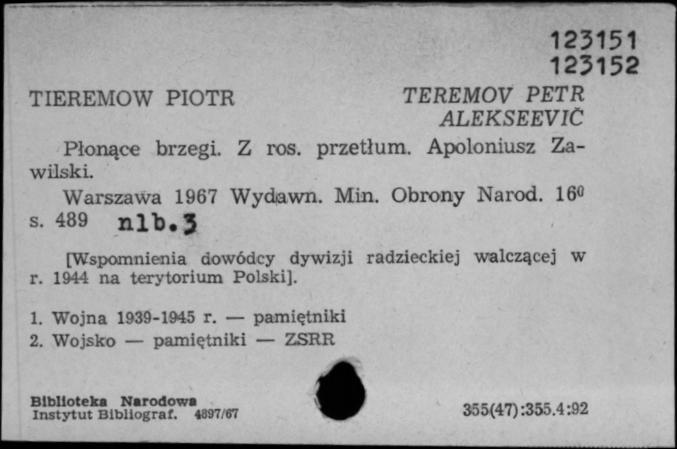 123151
123152
TIEREMOW PIOTR TEREMOV PETR
ALEKSEEVIČ
Płonące brzegi. Z ros. przetłum. Apoloniusz Za-
wilski.
Warszawa 1967 Wydawn. Min. Obrony Narod. 16⁰
s. 489 nlb. 3
[Wspomnienia dowódcy dywizji radzieckiej walczącej w
r. 1944 na terytorium Polski].
1. Wojna 1939-1945 r. — pamiętniki
2. Wojsko — pamiętniki — ZSRR
Biblioteka Narodowa
Instytut Bibliograf. 4897/67 355(47):355.4:92